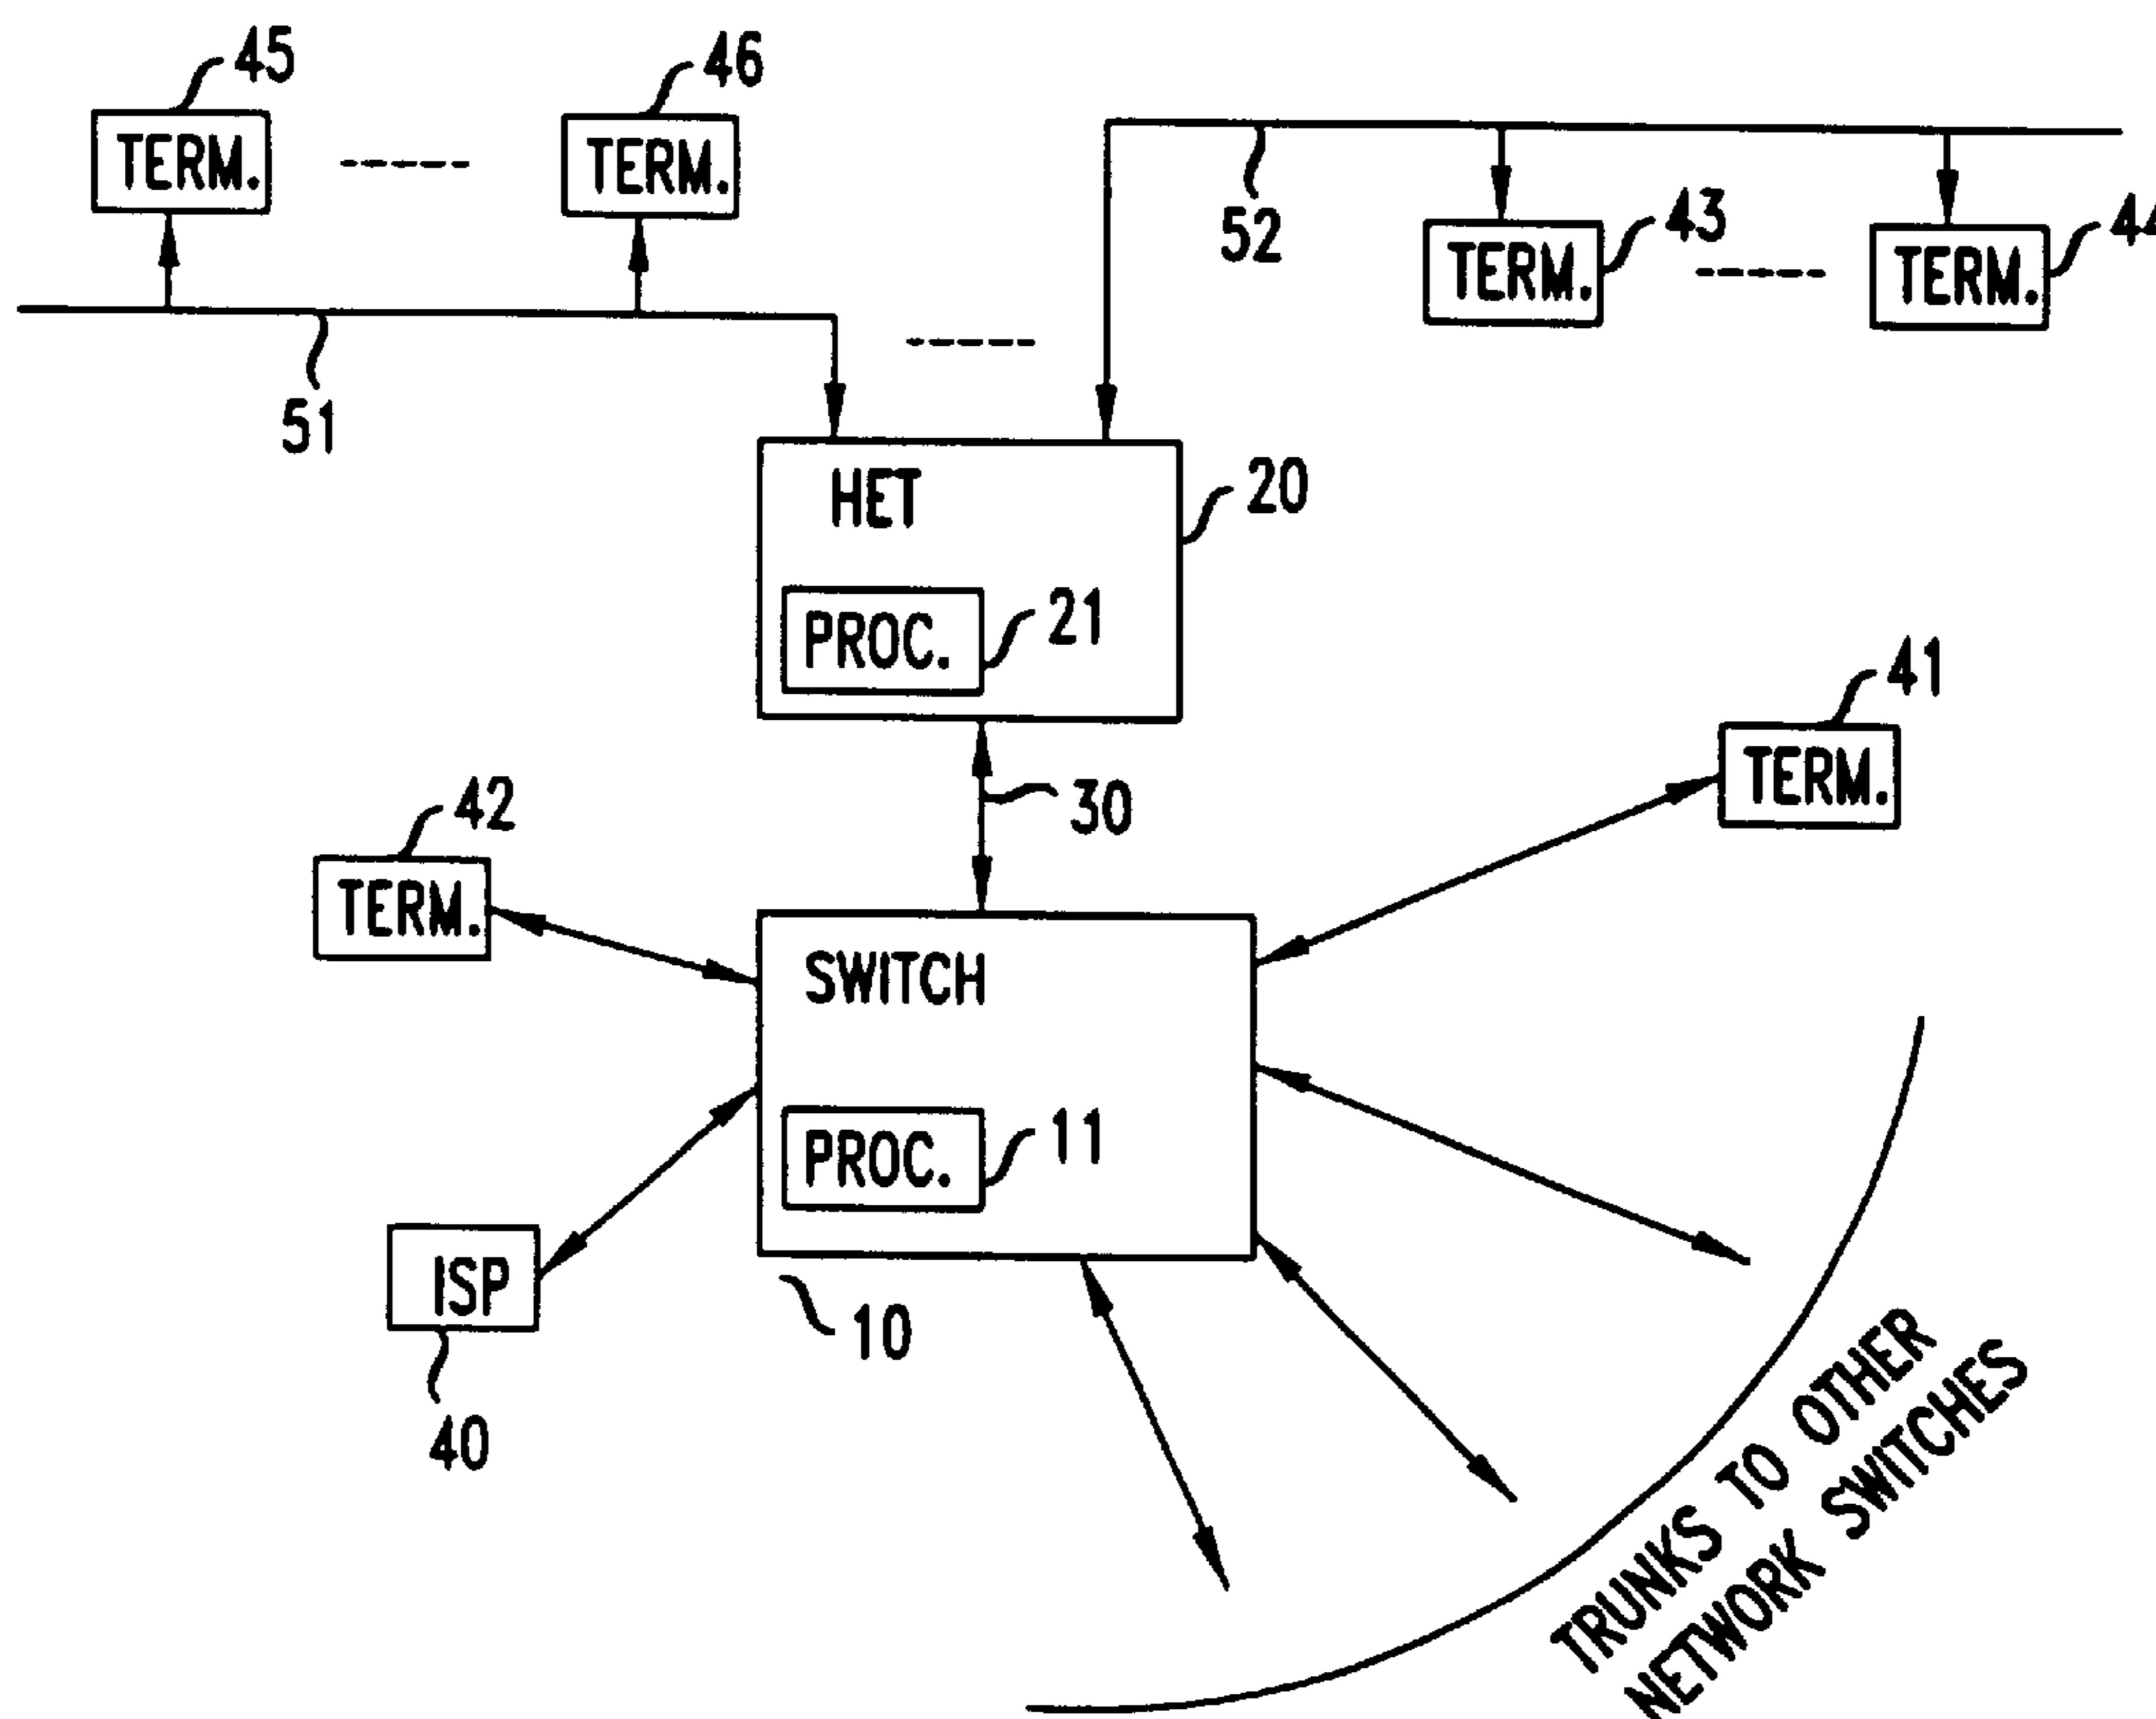 45
46
TERM.
TERM.
52
43
44
TERM.
TERM.
51
HET
20
PROC.
21
41
TERM.
30
42
TERM.
SWITCH
PROC.
11
ISP
10
40
TRUNKS TO OTHER
NETWORK SWITCHES